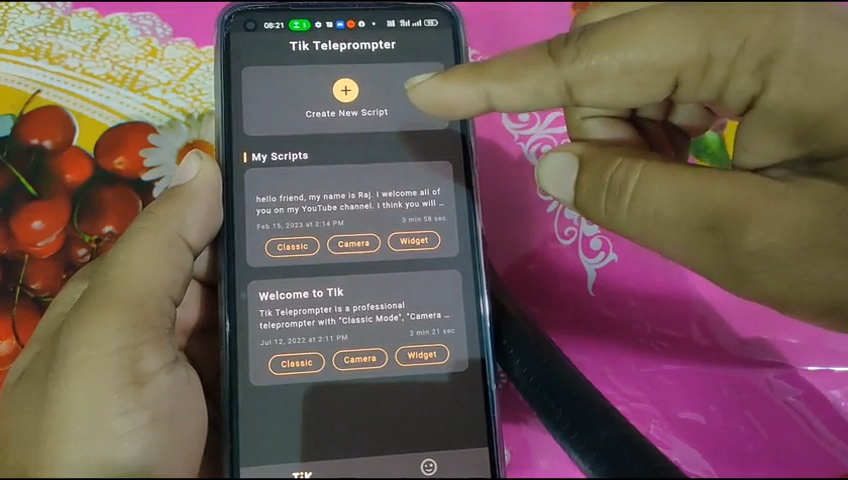 08:21
Tik Teleprompter
Create New Script
My Scripts
hello friend, my name is Raj. I welcome all of
you on my YouTube channel. I think you will ...
Feb 15, 2023 at 2:14 PM 3 min 58 sec
Classic Camera Widget
Welcome to Tik
Tik Teleprompter is a professional
teleprompter with "Classic Mode", "Camera ...
Jul 12, 2022 at 2:11 PM 2 min 21 sec
Classic Camera Widget
TiK